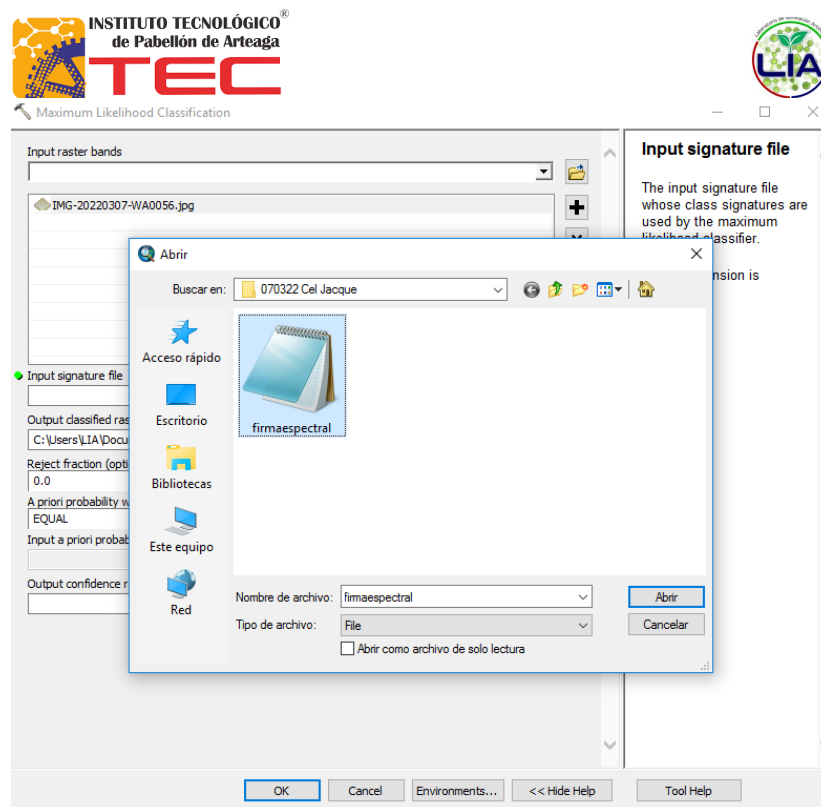 INSTITUTO TECNOLÓGICO®
de Pabellón de Arteaga
TEC
LIA
Maximum Likelihood Classification
Input raster bands
IMG-20220307-WA0056.jpg
Input signature file
Output classified ras
C:\Users\LIA\Docu
Reject fraction (opti
0.0
A priori probability w
EQUAL
Input a priori probab
Output confidence r
Abrir
Buscar en:
070322 Cel Jacque
Acceso rápido
Escritorio
Bibliotecas
Este equipo
Red
firmaespectral
Nombre de archivo:
firmaespectral
Abrir
Tipo de archivo:
File
Cancelar
Abrir como archivo de solo lectura
Input signature file
The input signature file
whose class signatures are
used by the maximum
likelihood classifier.
nsion is
OK
Cancel
Environments...
<< Hide Help
Tool Help